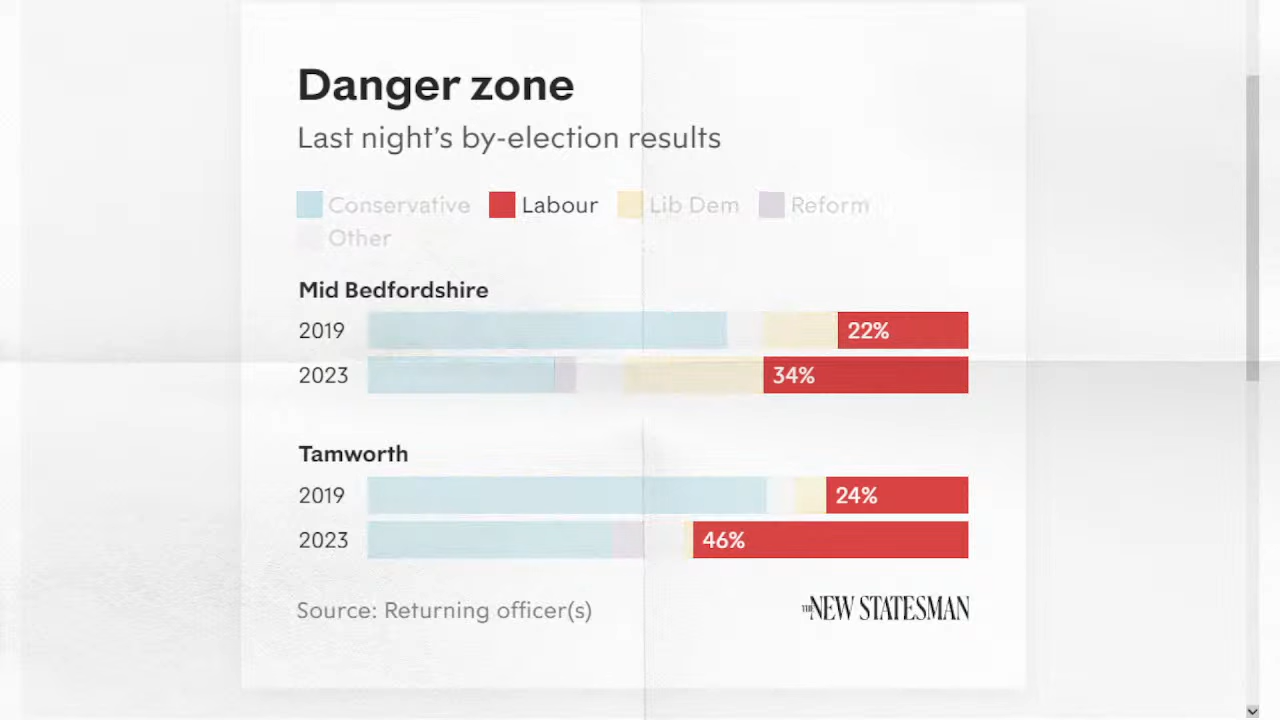 Danger zone
Last night's by-election results
Conservative Labour Lib Dem Reform
Other
Mid Bedfordshire
2019 22%
2023 34%
Tamworth
2019 24%
2023 46%
Source: Returning officer(s) THE NEW STATESMAN